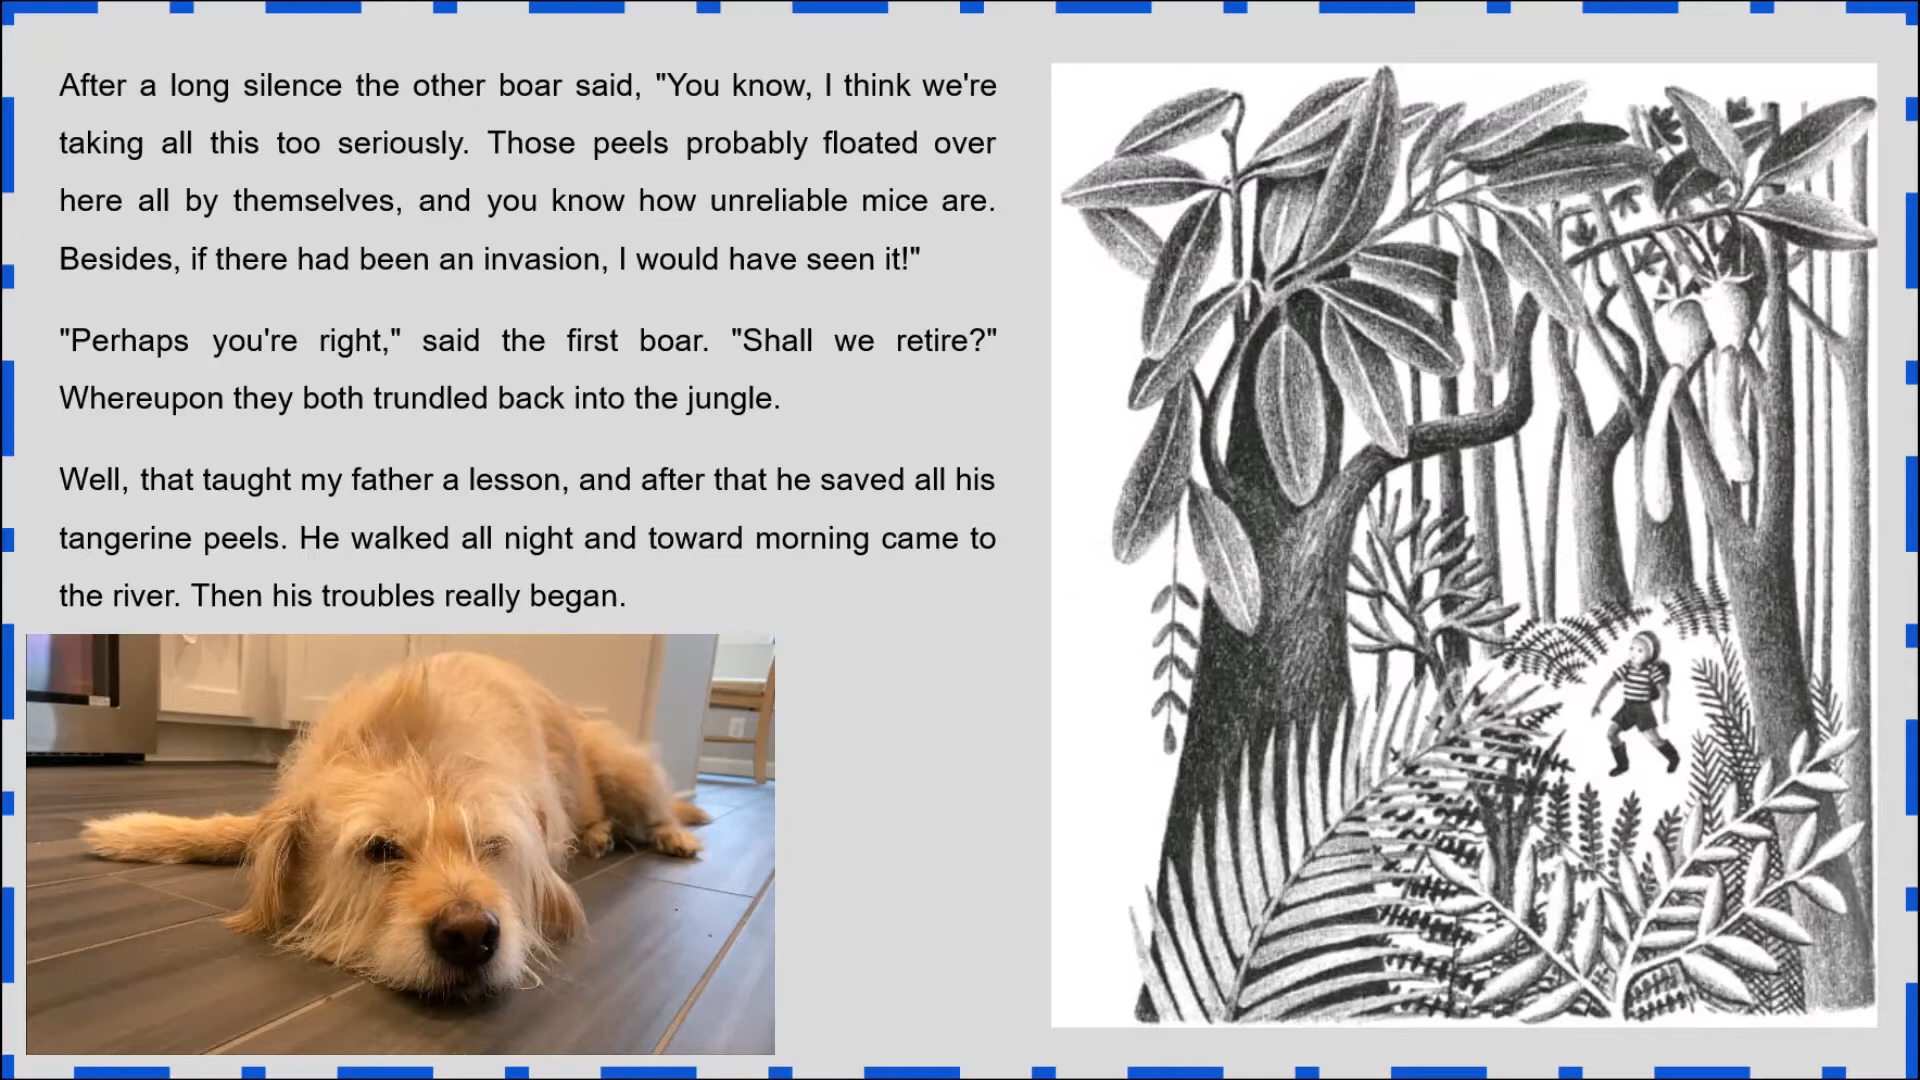 After a long silence the other boar said, "You know, I think we're
taking all this too seriously. Those peels probably floated over
here all by themselves, and you know how unreliable mice are.
Besides, if there had been an invasion, I would have seen it!"
"Perhaps you're right," said the first boar. "Shall we retire?"
Whereupon they both trundled back into the jungle.
Well, that taught my father a lesson, and after that he saved all his
tangerine peels. He walked all night and toward morning came to
the river. Then his troubles really began.